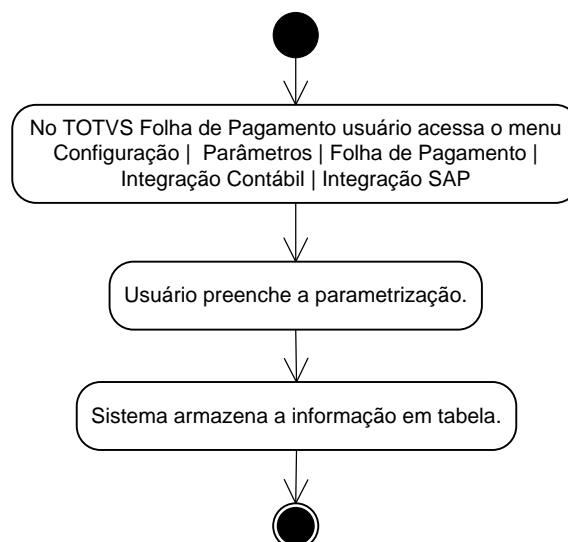 No TOTVS Folha de Pagamento usuário acessa o menu
Configuração | Parâmetros | Folha de Pagamento |
Integração Contábil | Integração SAP
Usuário preenche a parametrização.
Sistema armazena a informação em tabela.